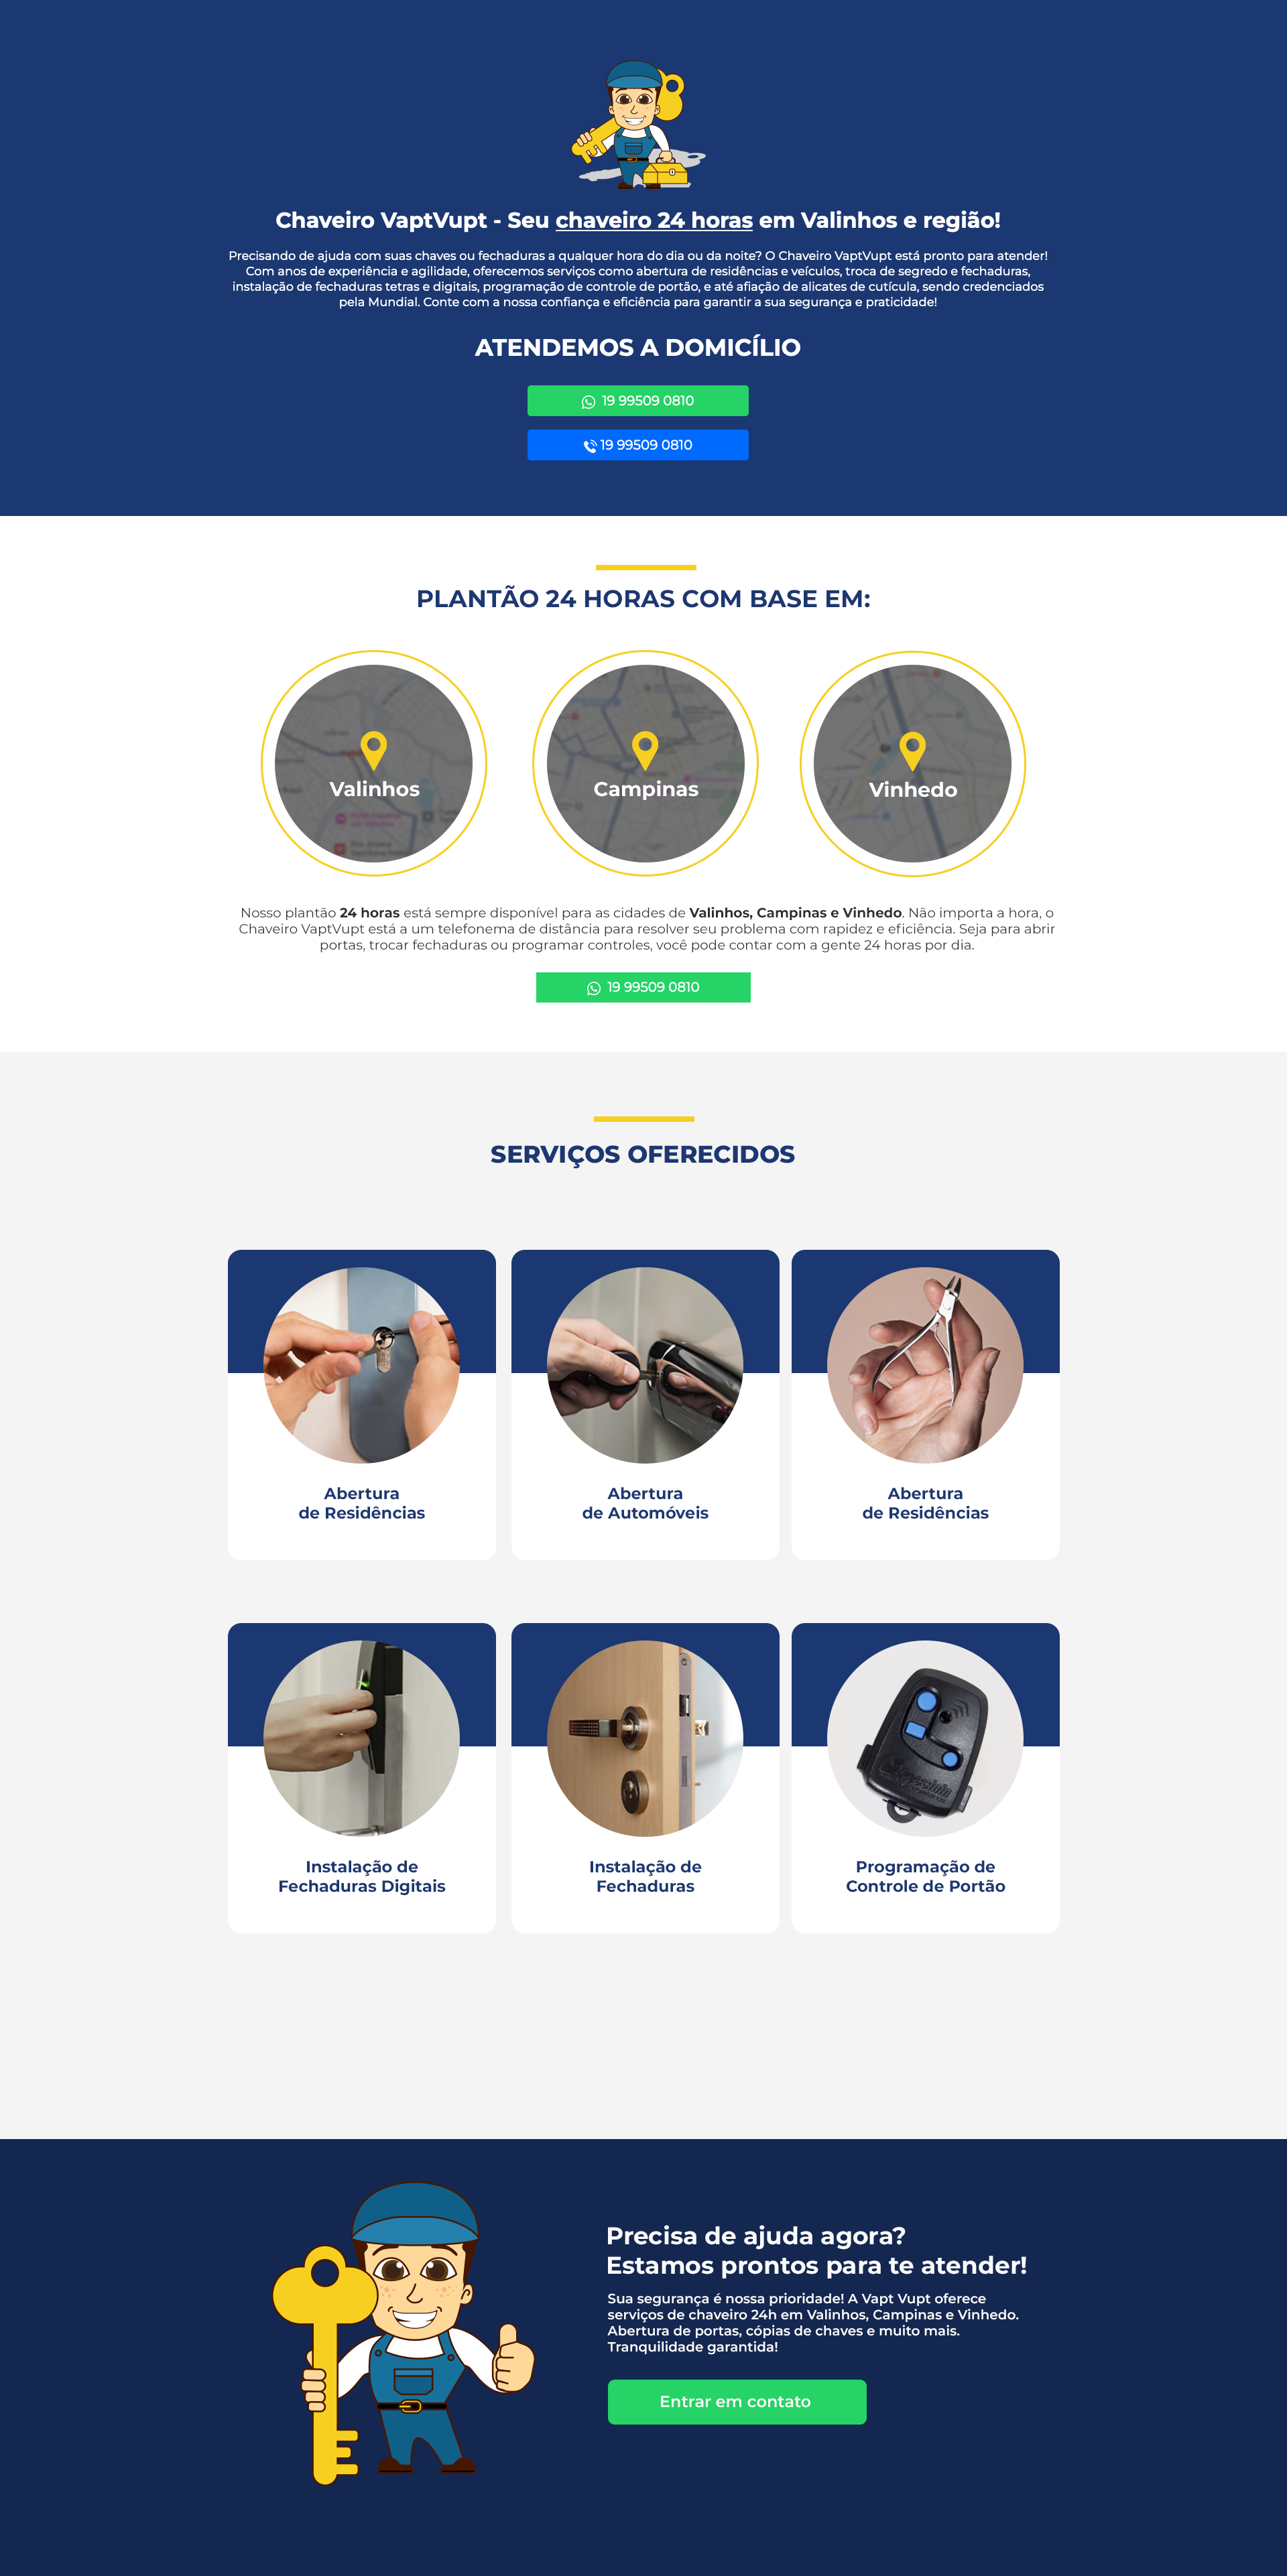 Chaveiro VaptVupt - Seu chaveiro 24 horas em Valinhos e região!
Precisando de ajuda com suas chaves ou fechaduras a qualquer hora do dia ou da noite? O Chaveiro VaptVupt está pronto para atender!
Com anos de experiência e agilidade, oferecemos serviços como abertura de residências e veículos, troca de segredo e fechaduras,
instalação de fechaduras tetras e digitais, programação de controle de portão, e até afiação de alicates de cutícula, sendo credenciados
pela Mundial. Conte com a nossa confiança e eficiência para garantir a sua segurança e praticidade!
ATENDEMOS A DOMICÍLIO
19 99509 0810
19 99509 0810
PLANTÃO 24 HORAS COM BASE EM:
Valinhos
Campinas
Vinhedo
Nosso plantão 24 horas está sempre disponível para as cidades de Valinhos, Campinas e Vinhedo. Não importa a hora, o
Chaveiro VaptVupt está a um telefonema de distância para resolver seu problema com rapidez e eficiência. Seja para abrir
portas, trocar fechaduras ou programar controles, você pode contar com a gente 24 horas por dia.
19 99509 0810
SERVIÇOS OFERECIDOS
Abertura
de Residências
Abertura
de Automóveis
Abertura
de Residências
Instalação de
Fechaduras Digitais
Instalação de
Fechaduras
Programação de
Controle de Portão
Precisa de ajuda agora?
Estamos prontos para te atender!
Sua segurança é nossa prioridade! A Vapt Vupt oferece
serviços de chaveiro 24h em Valinhos, Campinas e Vinhedo.
Abertura de portas, cópias de chaves e muito mais.
Tranquilidade garantida!
Entrar em contato